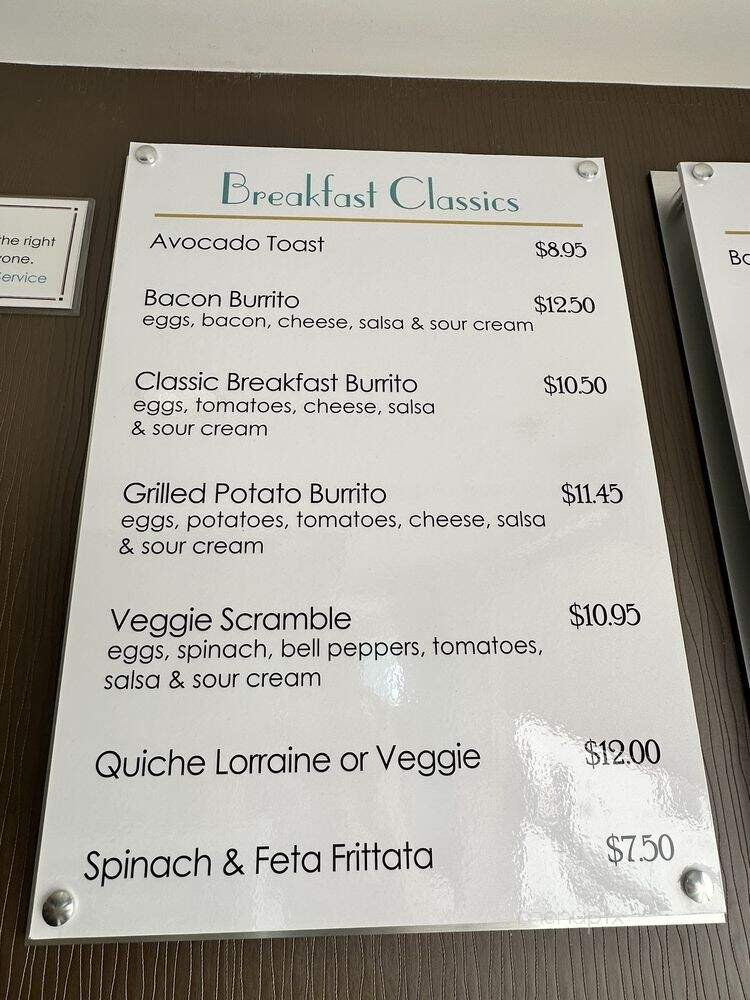 the right
Service
Breakfast Classics
Avocado Toast $8.95
Bacon Burrito $12.50
eggs, bacon, cheese, salsa & sour cream
Classic Breakfast Burrito $10.50
eggs, tomatoes, cheese, salsa
& sour cream
Grilled Potato Burrito $11.45
eggs, potatoes, tomatoes, cheese, salsa
& sour cream
Veggie Scramble $10.95
eggs, spinach, bell peppers, tomatoes,
salsa & sour cream
Quiche Lorraine or Veggie $12.00
Spinach & Feta Frittata $7.50